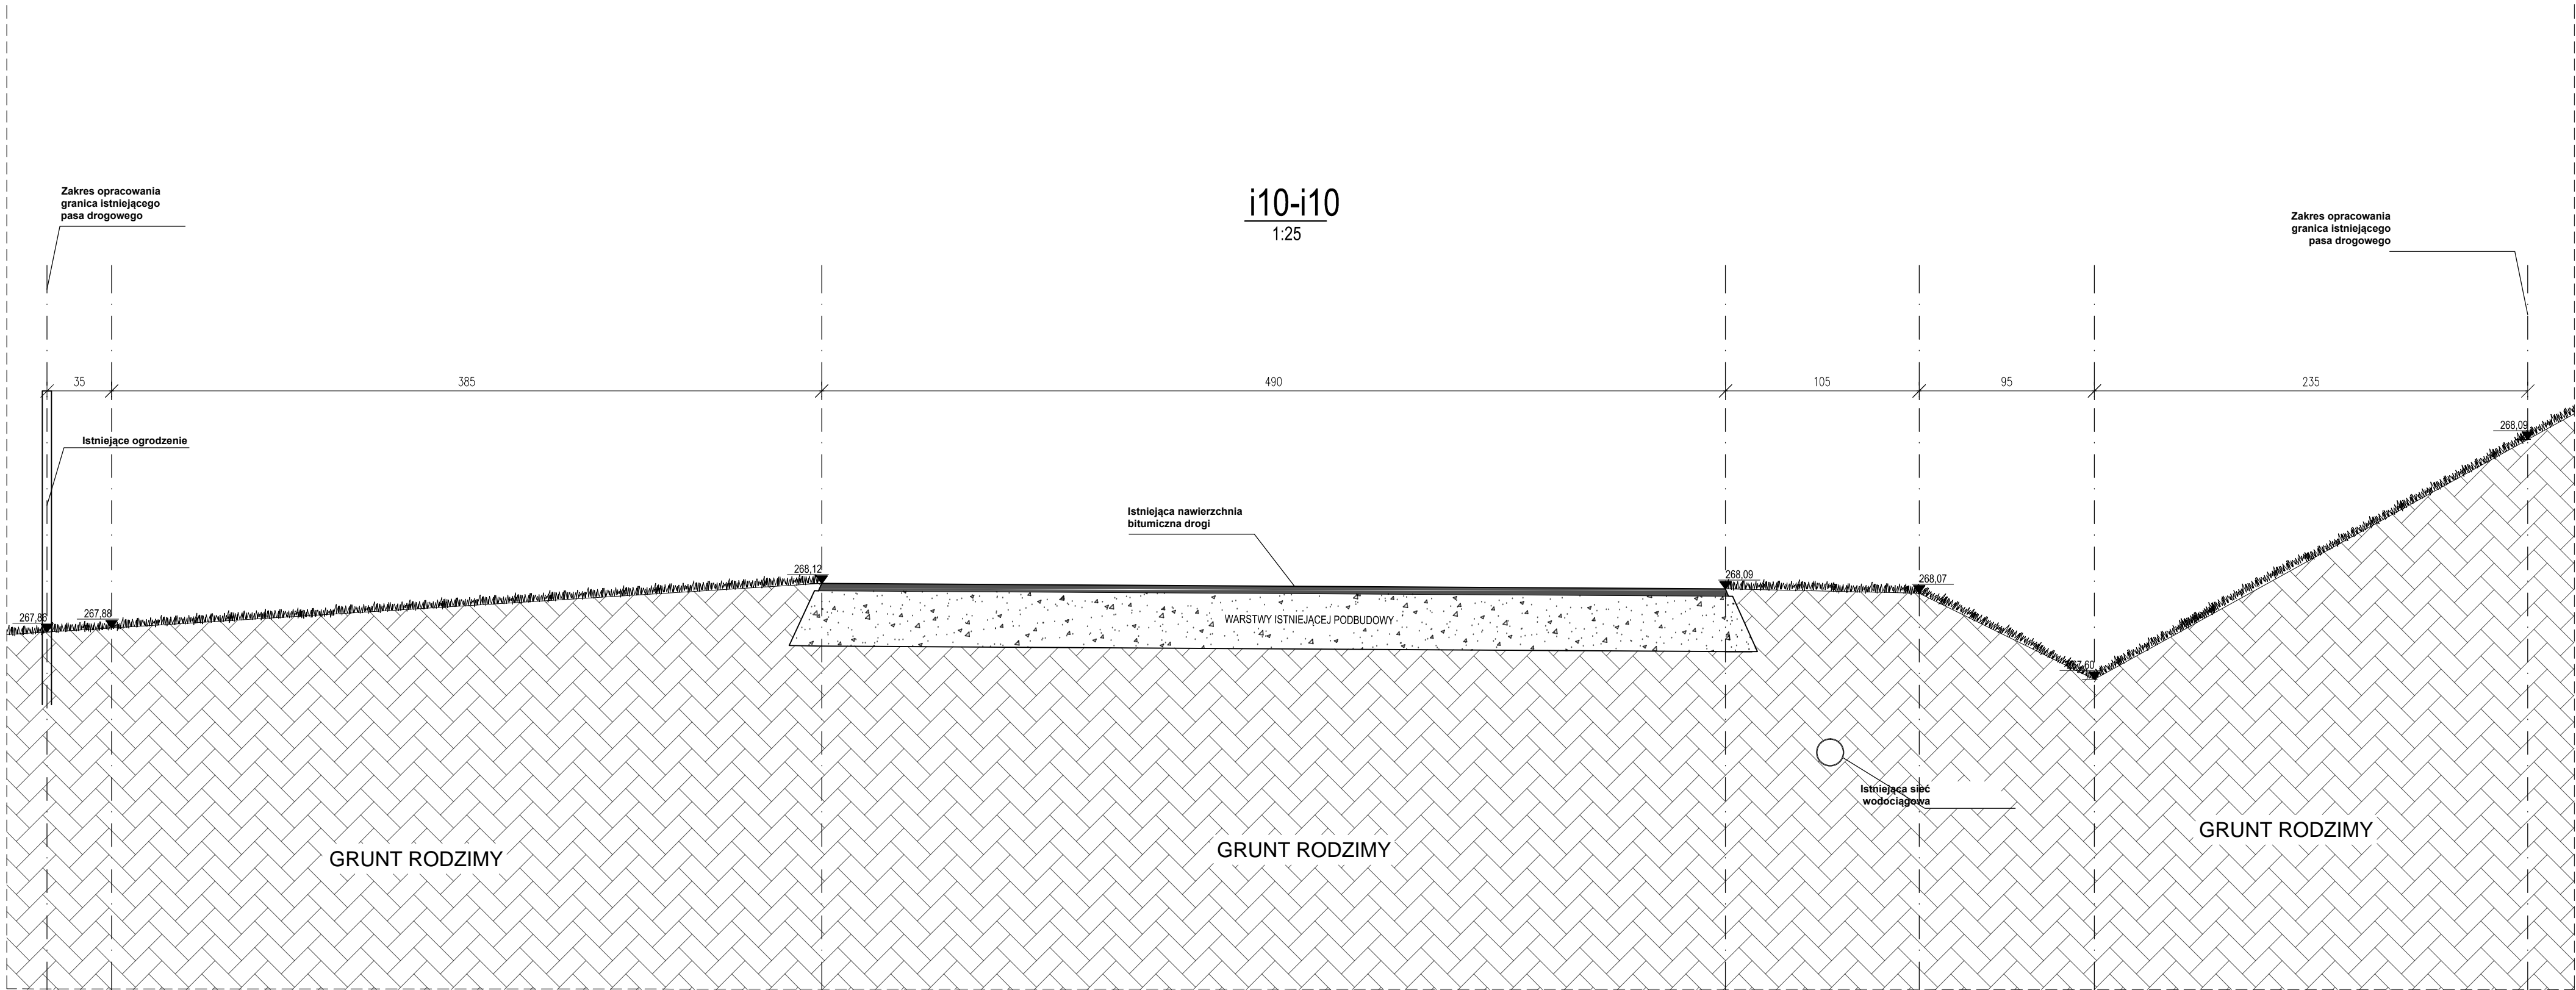 Zakres opracowania
granica istniejącego
pasa drogowego
i10-i10
1:25
Zakres opracowania
granica istniejącego
pasa drogowego
35
385
490
105
95
235
Istniejące ogrodzenie
268,09
Istniejąca nawierzchnia
bitumiczna drogi
268,12
268,09
268,07
267,86
267,88
WARSTWY ISTNIEJĄCEJ PODBUDOWY
267,60
Istniejąca sieć
wodociągowa
GRUNT RODZIMY
GRUNT RODZIMY
GRUNT RODZIMY